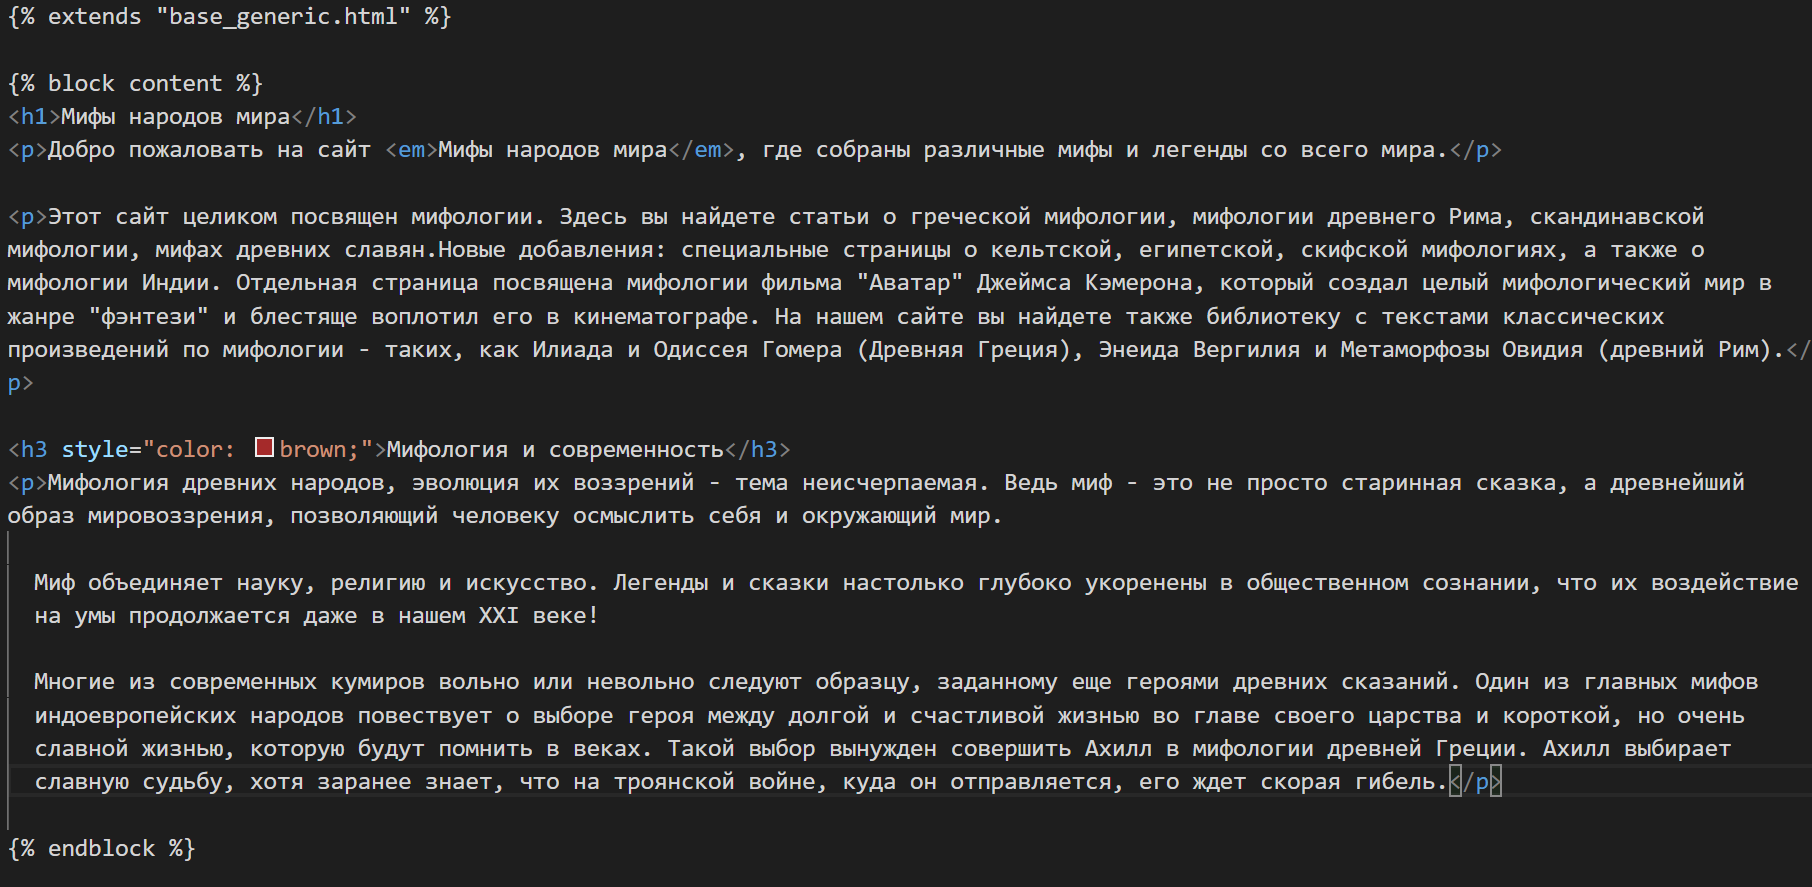 {% extends "base_generic.html" %}
{% block content %}
<h1>Мифы народов мира</h1>
<p>Добро пожаловать на сайт <em>Мифы народов мира</em>, где собраны различные мифы и легенды со всего мира.</p>
<p>Этот сайт целиком посвящен мифологии. Здесь вы найдете статьи о греческой мифологии, мифологии древнего Рима, скандинавской
мифологии, мифах древних славян.Новые добавления: специальные страницы о кельтской, египетской, скифской мифологиях, а также о
мифологии Индии. Отдельная страница посвящена мифологии фильма "Аватар" Джеймса Кэмерона, который создал целый мифологический мир в
жанре "фэнтези" и блестяще воплотил его в кинематографе. На нашем сайте вы найдете также библиотеку с текстами классических
произведений по мифологии - таких, как Илиада и Одиссея Гомера (Древняя Греция), Энеида Вергилия и Метаморфозы Овидия (древний Рим).</
p>
<h3 style="color: brown;">Мифология и современность</h3>
<p>Мифология древних народов, эволюция их воззрений - тема неисчерпаемая. Ведь миф - это не просто старинная сказка, а древнейший
образ мировоззрения, позволяющий человеку осмыслить себя и окружающий мир.
Миф объединяет науку, религию и искусство. Легенды и сказки настолько глубоко укоренены в общественном сознании, что их воздействие
на умы продолжается даже в нашем XXI веке!
Многие из современных кумиров вольно или невольно следуют образцу, заданному еще героями древних сказаний. Один из главных мифов
индоевропейских народов повествует о выборе героя между долгой и счастливой жизнью во главе своего царства и короткой, но очень
славной жизнью, которую будут помнить в веках. Такой выбор вынужден совершить Ахилл в мифологии древней Греции. Ахилл выбирает
славную судьбу, хотя заранее знает, что на троянской войне, куда он отправляется, его ждет скорая гибель.</p>
{% endblock %}